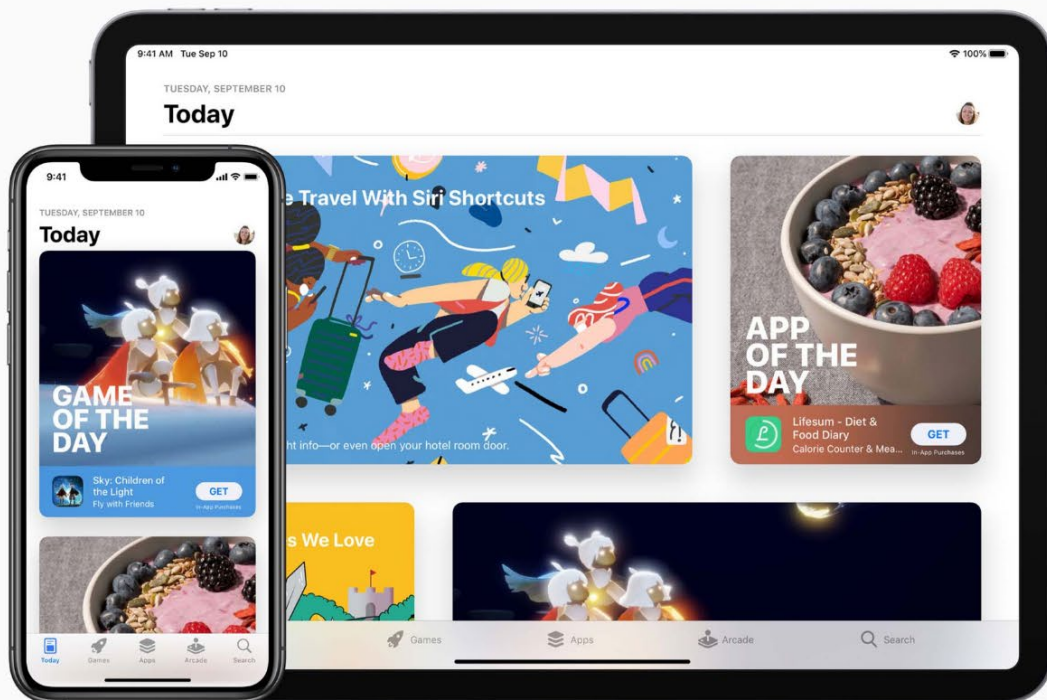 9:41 AM Tue Sep 10
100%
TUESDAY, SEPTEMBER 10
Today
e Travel With Siri Shortcuts
ht info—or even open your hotel room door.
APP
OF THE
DAY
Lifesum - Diet &
Food Diary
Calorie Counter & Mea...
GET
In-App Purchases
s We Love
Games
Apps
Arcade
Search
9:41
TUESDAY, SEPTEMBER 10
Today
GAME
OF THE
DAY
Sky: Children of
the Light
Fly with Friends
GET
In-App Purchases
Today
Games
Apps
Arcade
Search